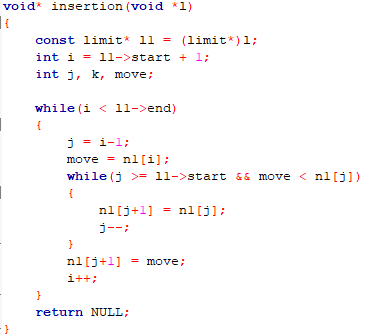 void* insertion(void *l)
{
    const limit* ll = (limit*)l;
    int i = ll->start + 1;
    int j, k, move;

    while(i < ll->end)
    {
        j = i-1;
        move = nl[i];
        while(j >= ll->start && move < nl[j])
        {
            nl[j+1] = nl[j];
            j--;
        }
        nl[j+1] = move;
        i++;
    }
    return NULL;
}